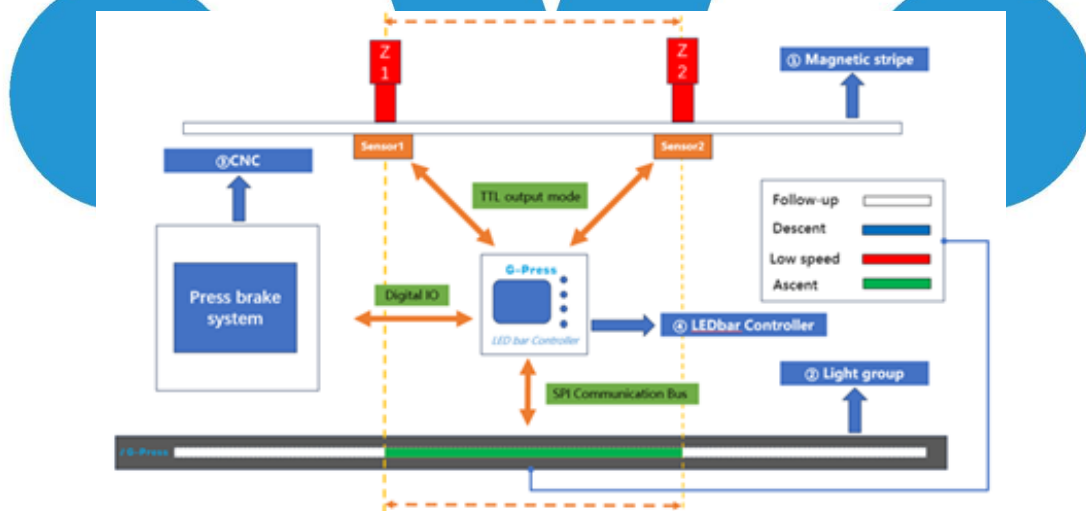 Z
1
Z
2
① Magnetic stripe
Sensor1
Sensor2
③CNC
TTL output mode
Follow-up
Descent
Low speed
Ascent
G-Press
Press brake
system
Digital IO
④ LEDbar Controller
LED bar Controller
② Light group
SPI Communication Bus
G-Press